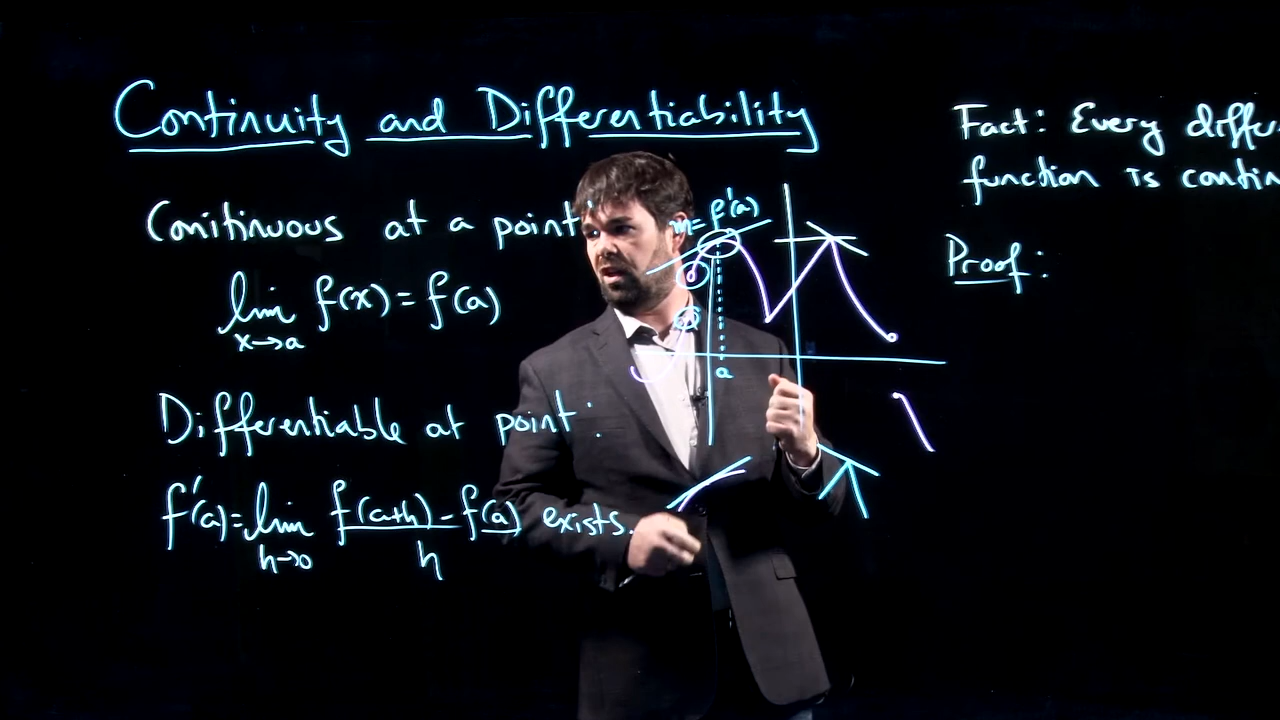 Continuity and Differentiability
Conitinuous at a point:
lim f(x) = f(a)
x→a
Differentiable at point:
f'(a) = lim f(a+h) - f(a) exists.
h→0 h
m = f'(a)
a
Fact: Every differ
function is contin
Proof: